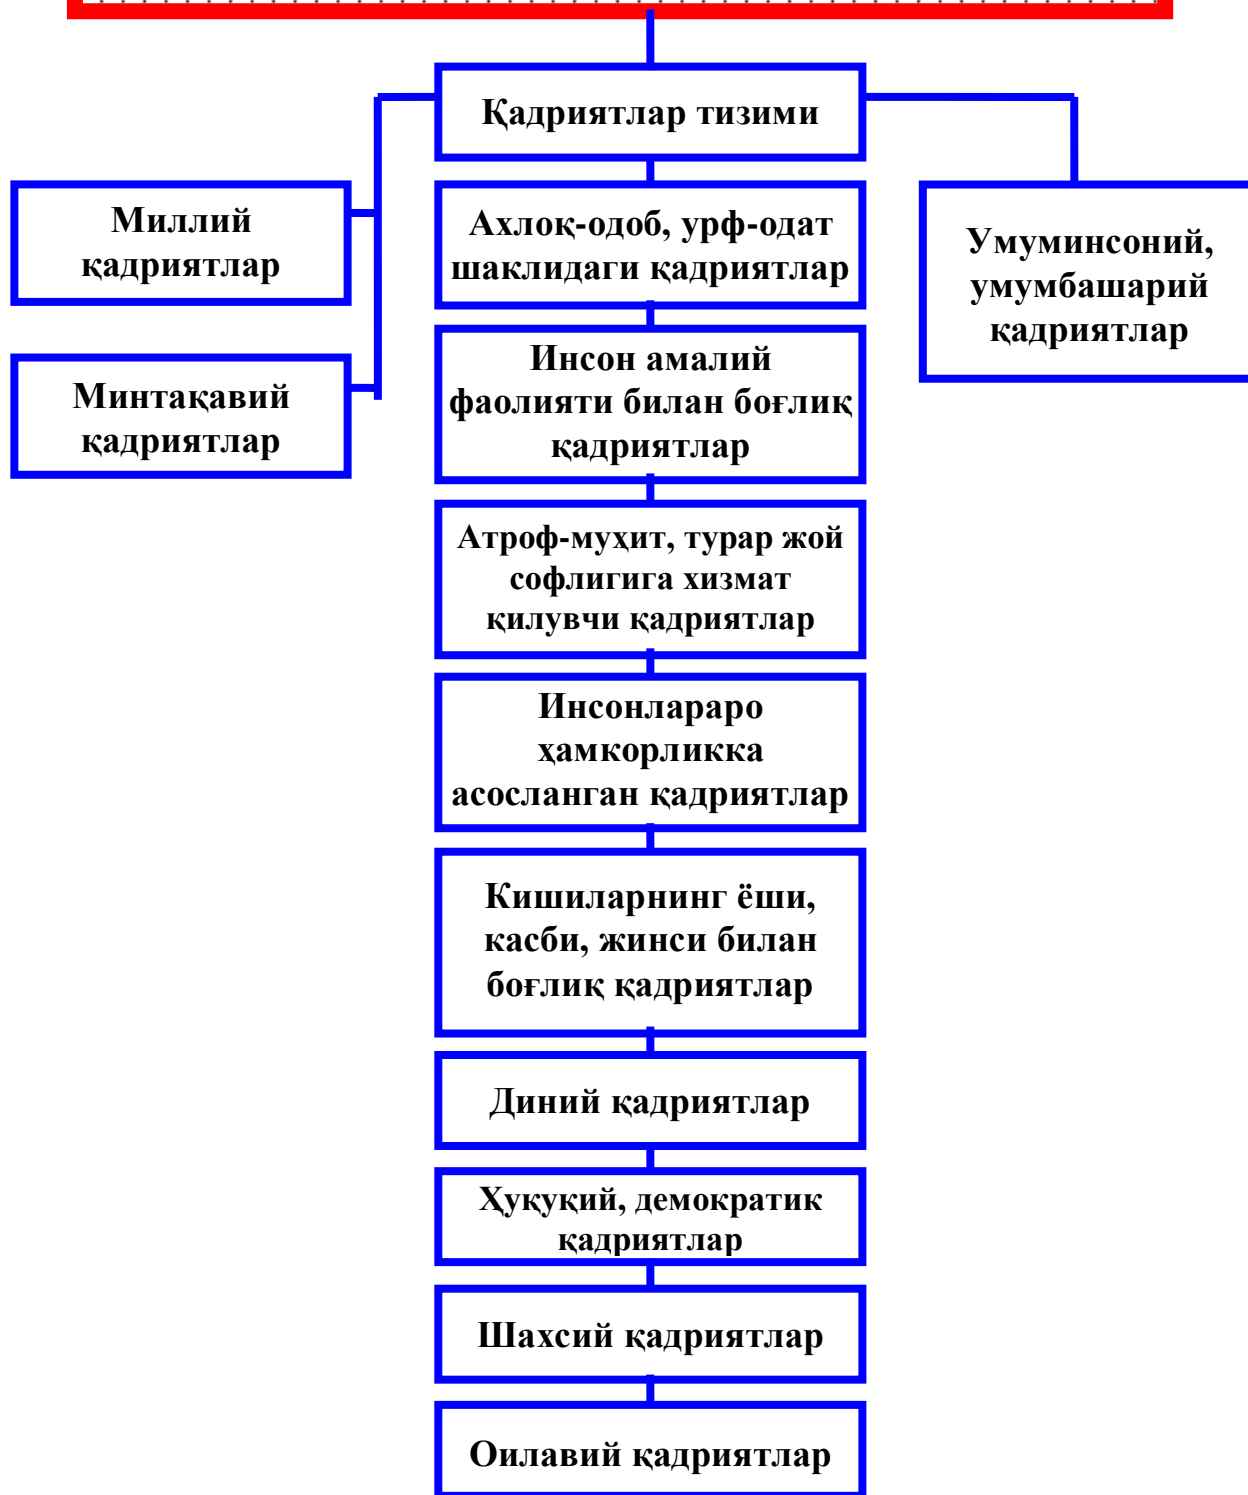 Қадриятлар тизими
Миллий
қадриятлар
Минтақавий
қадриятлар
Ахлоқ-одоб, урф-одат
шаклидаги қадриятлар
Умуминсоний,
умумбашарий
қадриятлар
Инсон амалий
фаолияти билан боғлиқ
қадриятлар
Атроф-муҳит, турар жой
софлигига хизмат
қилувчи қадриятлар
Инсонлараро
ҳамкорликка
асосланган қадриятлар
Кишиларнинг ёши,
касби, жинси билан
боғлиқ қадриятлар
Диний қадриятлар
Ҳуқуқий, демократик
қадриятлар
Шахсий қадриятлар
Оилавий қадриятлар